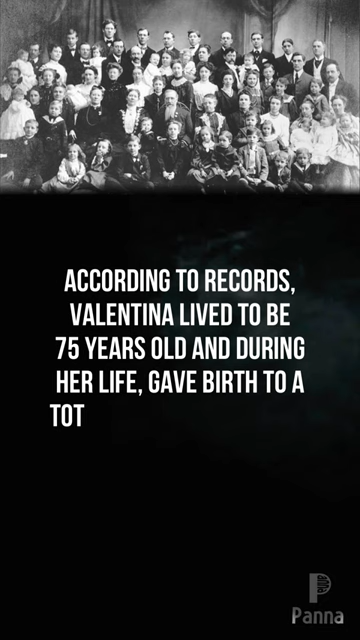 ACCORDING TO RECORDS,
VALENTINA LIVED TO BE
75 YEARS OLD AND DURING
HER LIFE, GAVE BIRTH TO A
TOT
Panna